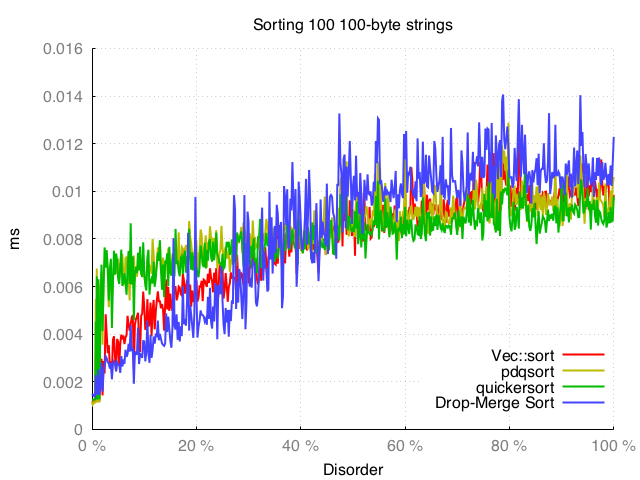 Sorting 100 100-byte strings
0.016
0.014
0.012
0.01
0.008
0.006
0.004
0.002
0
ms
Vec::sort
pdqsort
quickersort
Drop-Merge Sort
0 % 20 % 40 % 60 % 80 % 100 %
Disorder